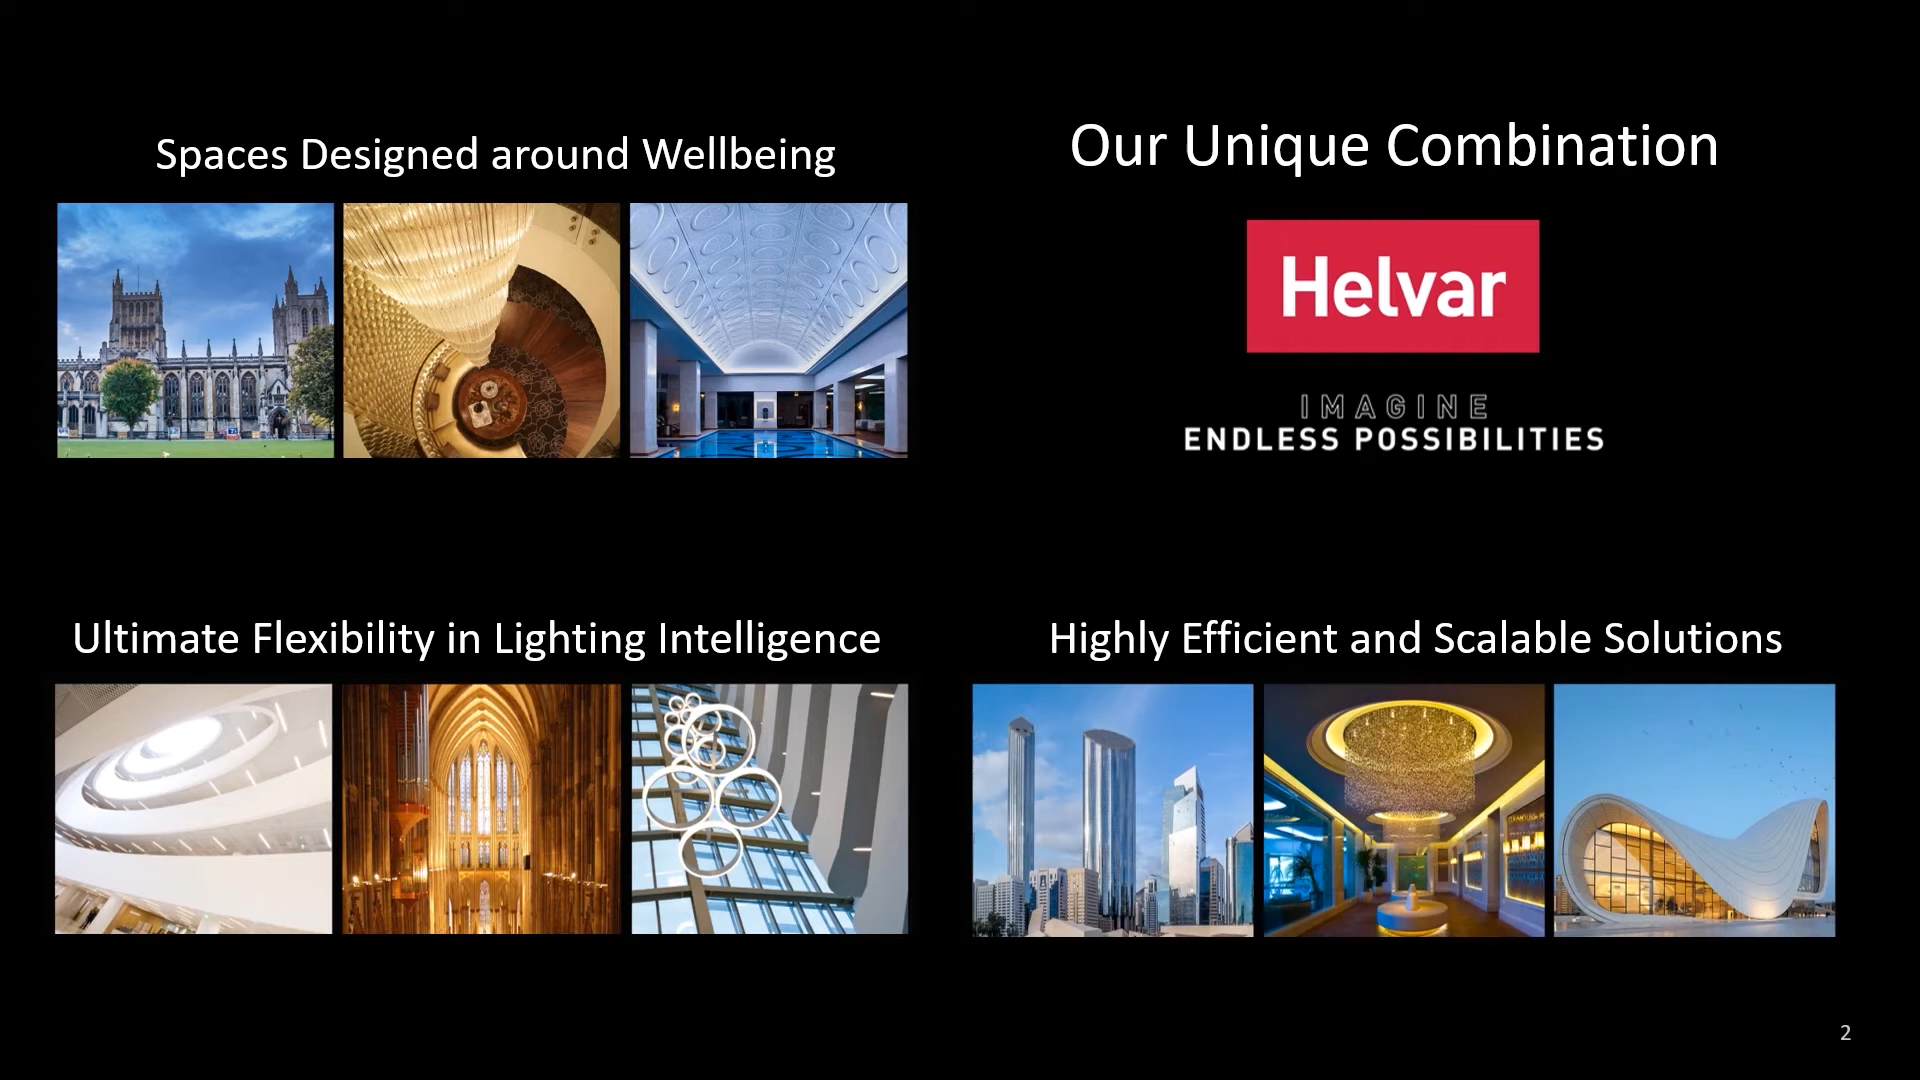 Spaces Designed around Wellbeing
Our Unique Combination
Helvar
IMAGINE
ENDLESS POSSIBILITIES
Ultimate Flexibility in Lighting Intelligence
Highly Efficient and Scalable Solutions
2